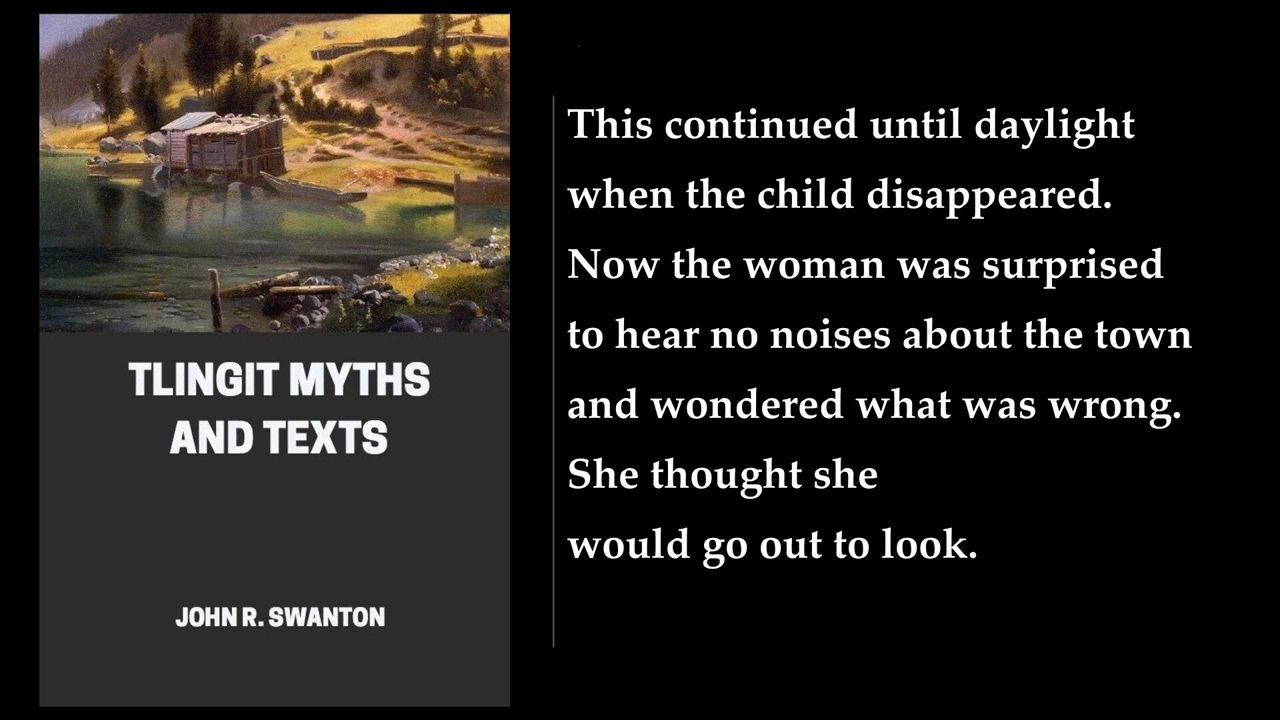 TLINGIT MYTHS
AND TEXTS
JOHN R. SWANTON
This continued until daylight
when the child disappeared.
Now the woman was surprised
to hear no noises about the town
and wondered what was wrong.
She thought she
would go out to look.